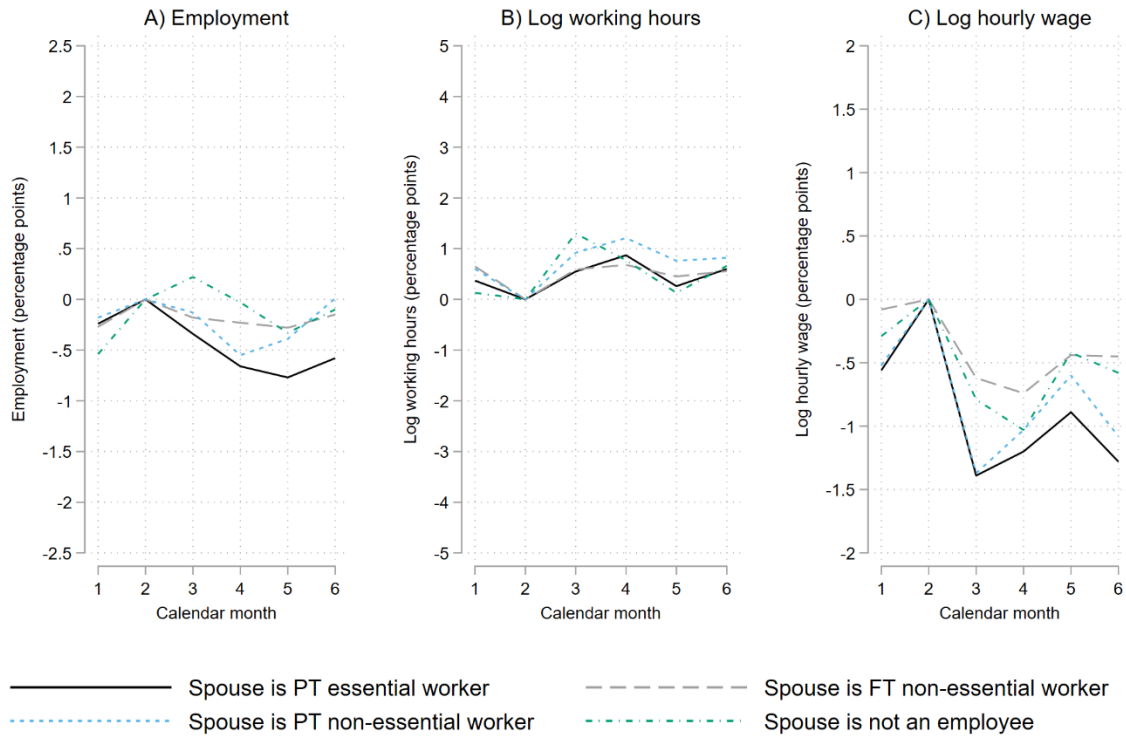 A) Employment
B) Log working hours
C) Log hourly wage
Employment (percentage points)
2.5
2
1.5
1
.5
0
-.5
-1
-1.5
-2
-2.5
1 2 3 4 5 6
Calendar month
Log working hours (percentage points)
5
4
3
2
1
0
-1
-2
-3
-4
-5
1 2 3 4 5 6
Calendar month
Log hourly wage (percentage points)
2
1.5
1
.5
0
-.5
-1
-1.5
-2
1 2 3 4 5 6
Calendar month
Spouse is PT essential worker
Spouse is FT non-essential worker
Spouse is PT non-essential worker
Spouse is not an employee